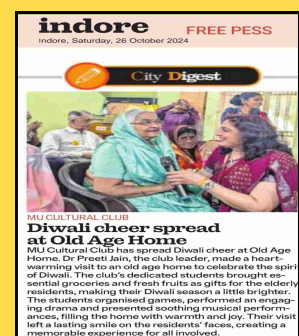 indore
FREE PESS
Indore, Saturday, 26 October 2024
City Digest
MU CULTURAL CLUB
Diwali cheer spread
at Old Age Home
MU Cultural Club has spread Diwali cheer at Old Age
Home. Dr Preeti Jain, the club leader, made a heart-
warming visit to an old age home to celebrate the spirit
of Diwali. The club's dedicated students brought es-
sential groceries and fresh fruits as gifts for the elderly
residents, making their Diwali season a little brighter.
The students organised games, performed an engag-
ing drama and presented soothing musical perform-
ances, filling the home with warmth and joy. Their visit
left a lasting smile on the residents' faces, creating a
memorable experience for all involved.